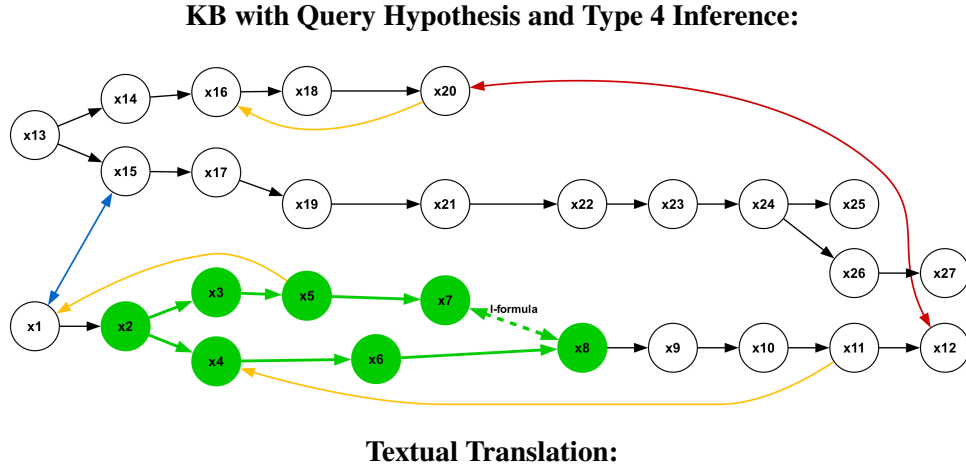 KB with Query Hypothesis and Type 4 Inference:
x14
x16
x18
x20
x13
x15
x17
x19
x21
x22
x23
x24
x25
x26
x27
x3
x5
x7
I-formula
x1
x2
x4
x6
x8
x9
x10
x11
x12
Textual Translation: